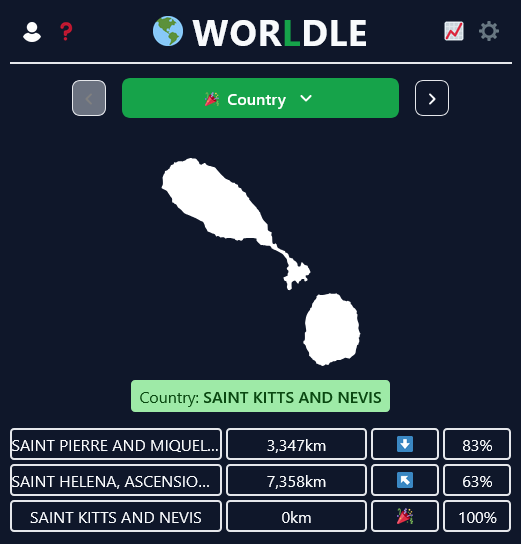 WORLDLE
Country
Country: SAINT KITTS AND NEVIS
SAINT PIERRE AND MIQUEL... 3,347km 83%
SAINT HELENA, ASCENSIO... 7,358km 63%
SAINT KITTS AND NEVIS 0km 100%